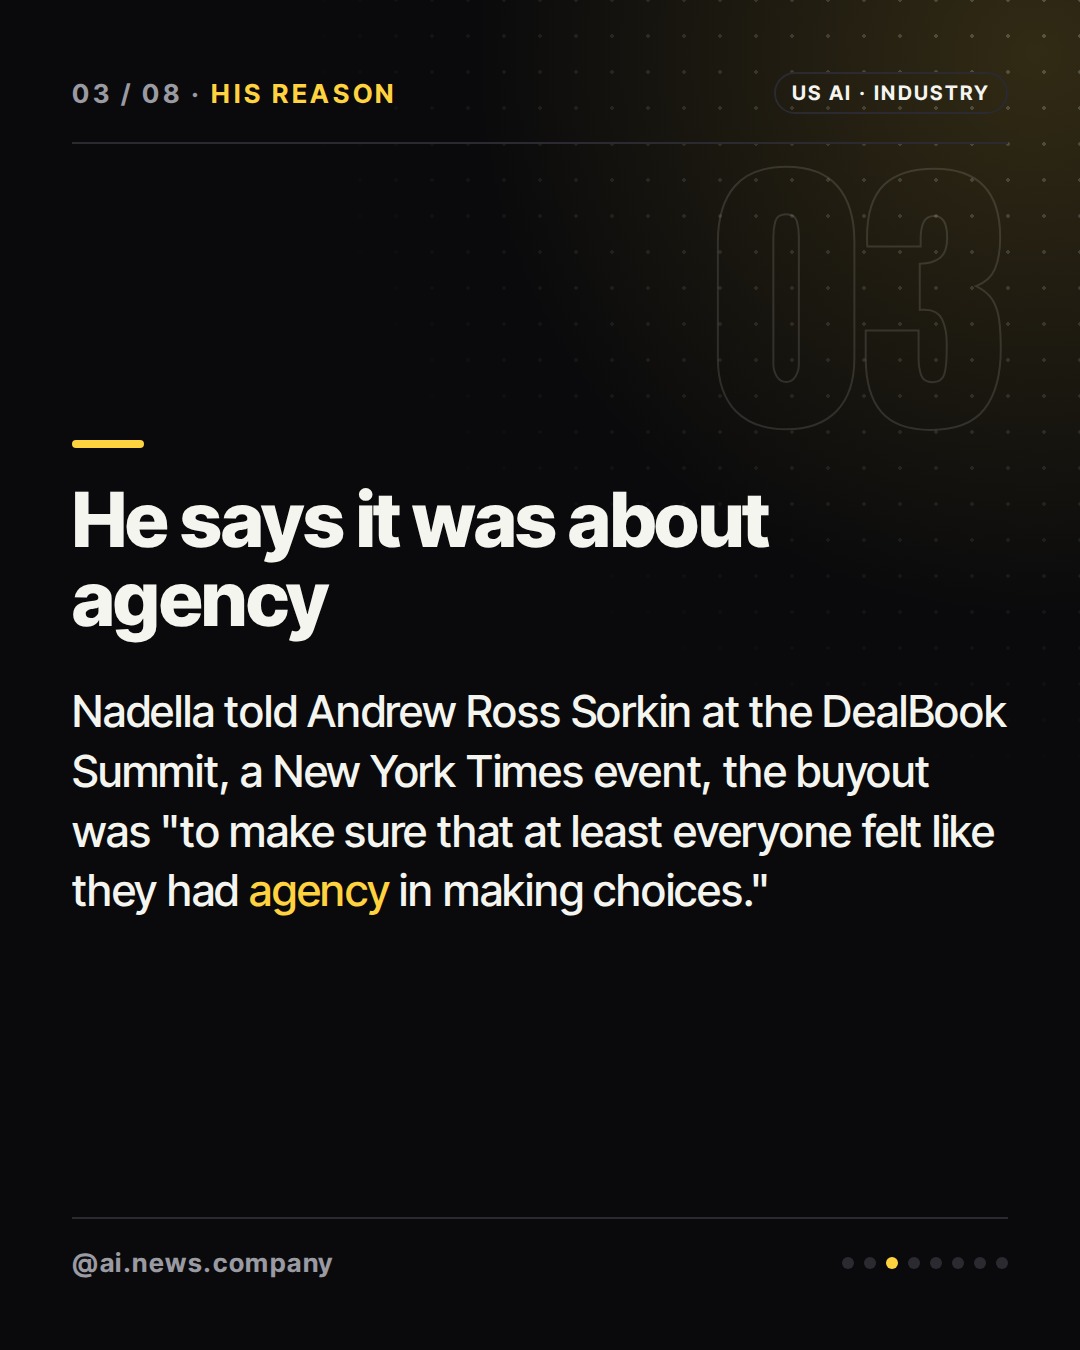 03 / 08 · HIS REASON
US AI · INDUSTRY
03
He says it was about
agency
Nadella told Andrew Ross Sorkin at the DealBook
Summit, a New York Times event, the buyout
was "to make sure that at least everyone felt like
they had agency in making choices."
@ai.news.company